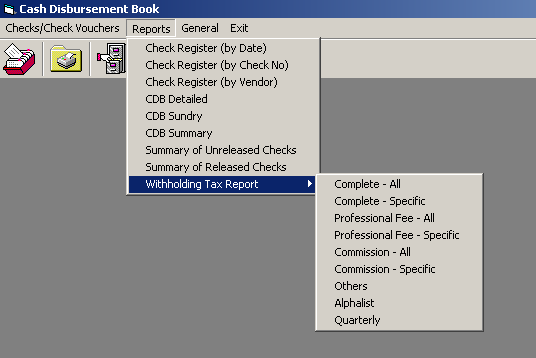 Cash Disbursement Book
Checks/Check Vouchers Reports General Exit
Check Register (by Date)
Check Register (by Check No)
Check Register (by Vendor)
CDB Detailed
CDB Sundry
CDB Summary
Summary of Unreleased Checks
Summary of Released Checks
Withholding Tax Report
Complete - All
Complete - Specific
Professional Fee - All
Professional Fee - Specific
Commission - All
Commission - Specific
Others
Alphalist
Quarterly